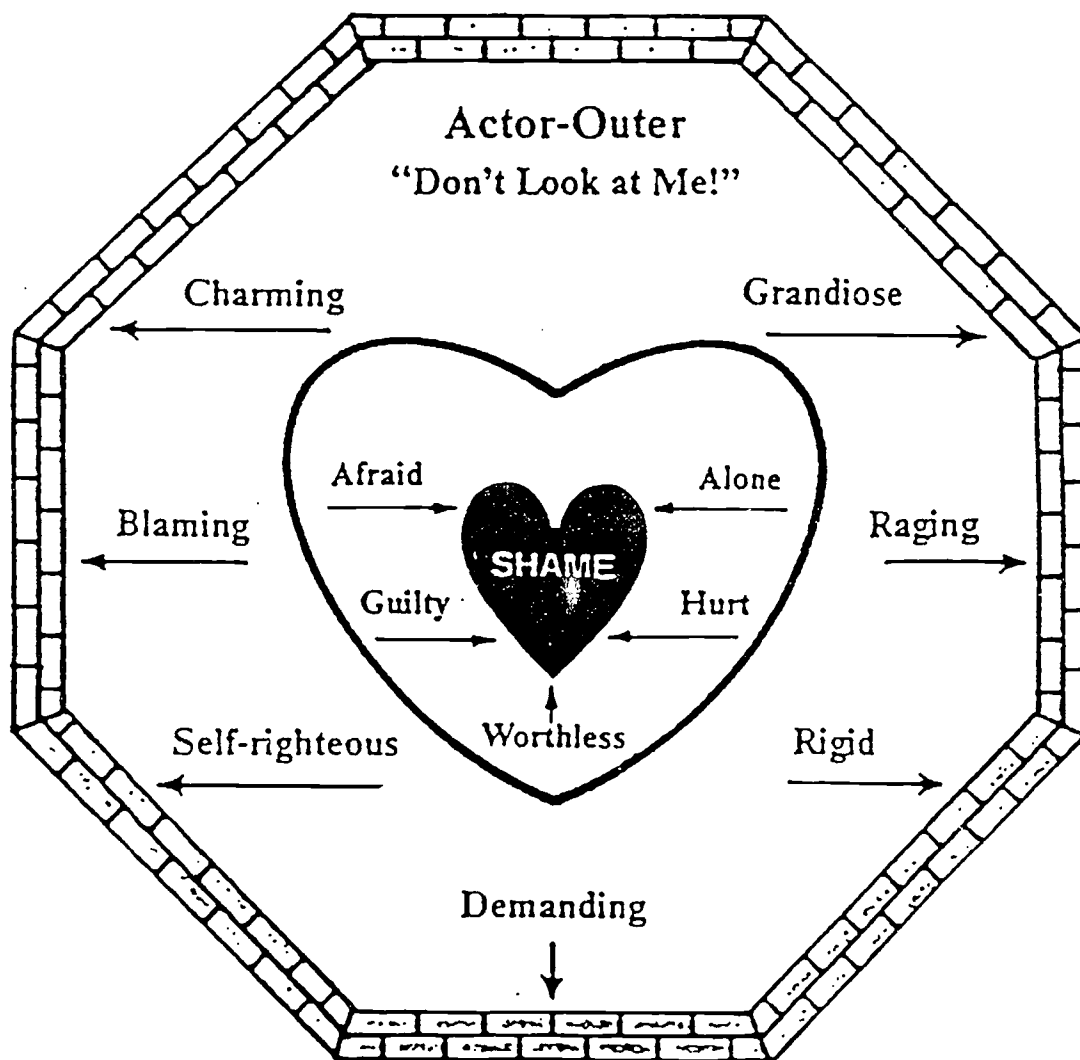 Actor-Outer
“Don't Look at Me!”
Charming
Grandiose
Afraid
Alone
Blaming
SHAME
Raging
Guilty
Hurt
Self-righteous
Worthless
Rigid
Demanding